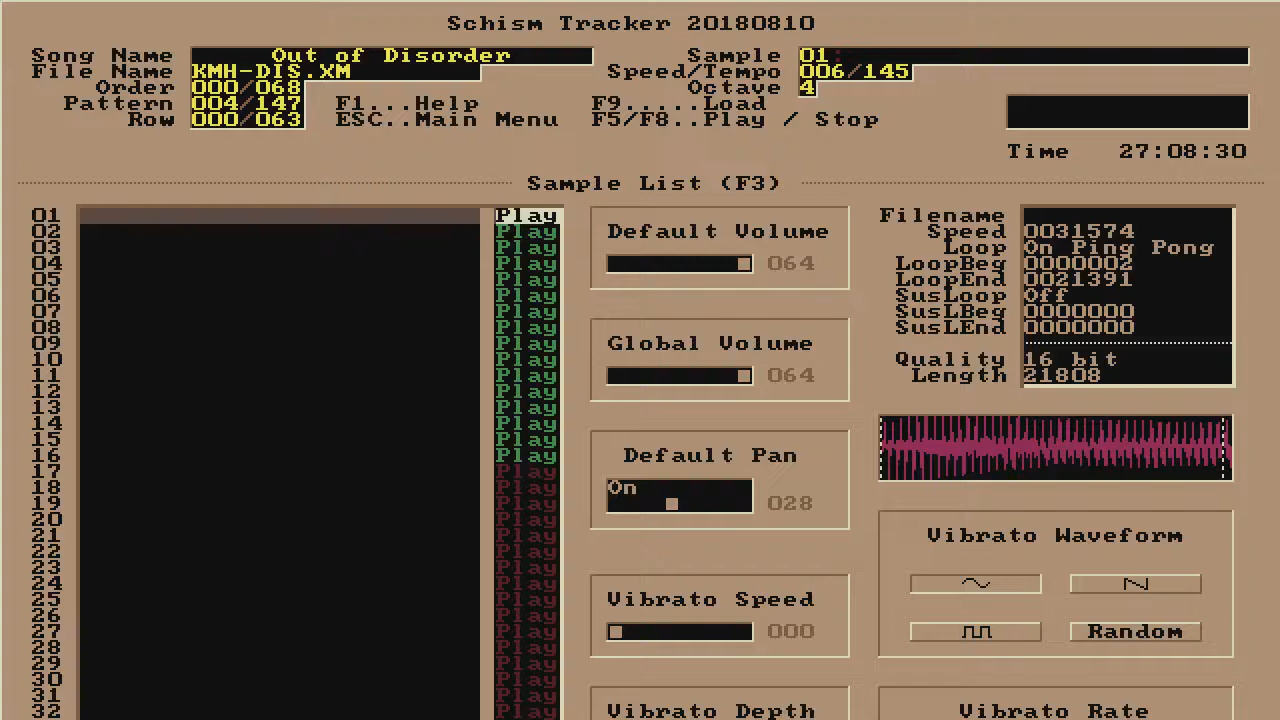 Schism Tracker 20180810
Song Name Out of Disorder Sample 01:
File Name KMH-DIS.XM Speed/Tempo 006/145
Order 000/068 Octave 4
Pattern 004/147 F1...Help F9.....Load
Row 000/063 ESC..Main Menu F5/F8..Play / Stop
Time 27:08:30
Sample List (F3)
01 Play Filename
02 Play Default Volume Speed 0031574
03 Play Loop On Ping Pong
04 Play 064 LoopBeg 0000002
05 Play LoopEnd 0021391
06 Play SusLoop Off
07 Play SusLBeg 0000000
08 Play SusLEnd 0000000
09 Play Global Volume
10 Play Quality 16 bit
11 Play 064 Length 21808
12 Play
13 Play
14 Play
15 Play
16 Play Default Pan
17 Play
18 Play On
19 Play 028
20 Play
21 Play Vibrato Waveform
22 Play
23 Play
24 Play
25 Play Vibrato Speed
26 Play
27 Play 000 Random
28 Play
29 Play
30 Play
31 Play
32 Play Vibrato Depth Vibrato Rate